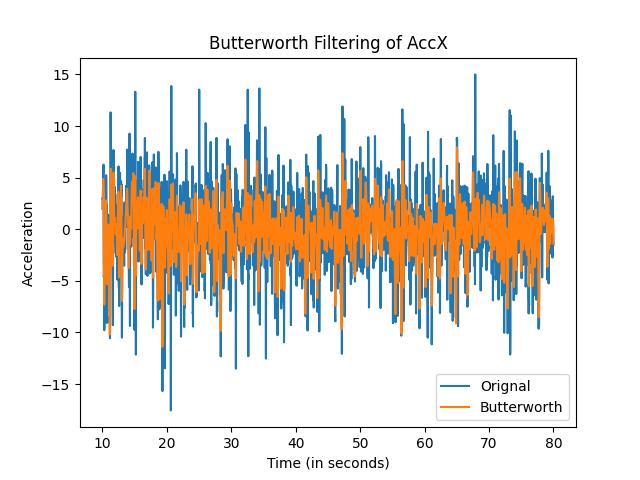 Butterworth Filtering of AccX
15
10
5
0
−5
−10
−15
Acceleration
Orignal
Butterworth
10 20 30 40 50 60 70 80
Time (in seconds)